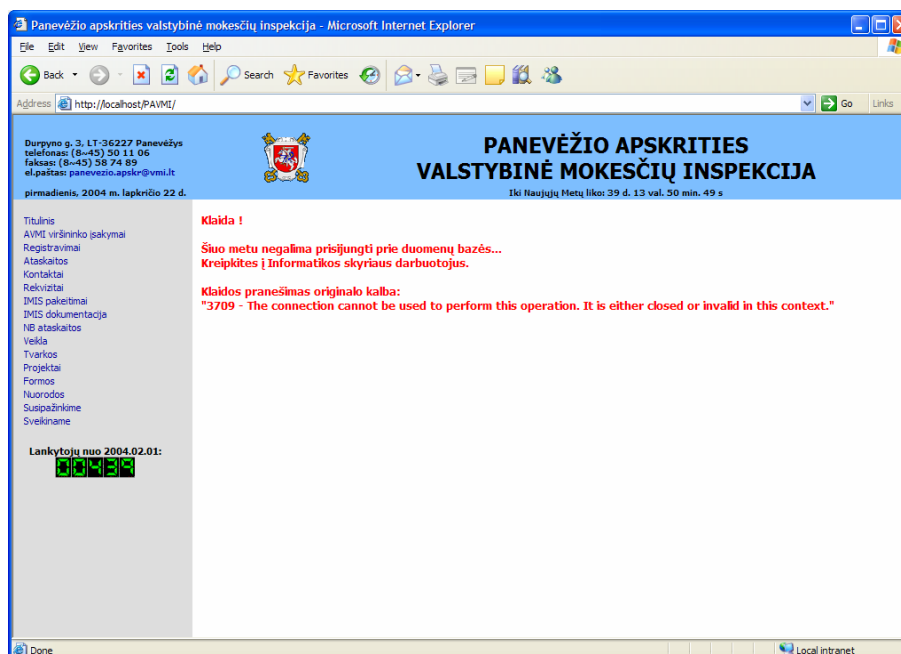 Panevėžio apskrities valstybinė mokesčių inspekcija - Microsoft Internet Explorer
File Edit View Favorites Tools Help
Back Search Favorites
Address http://localhost/PAVMI/ Go Links
Durpyno g. 3, LT-36227 Panevėžys
telefonas: (8~45) 50 11 06
faksas: (8~45) 58 74 89
el.paštas: panevezio.apskr@vmi.lt
pirmadienis, 2004 m. lapkričio 22 d.
PANEVĖŽIO APSKRITIES
VALSTYBINĖ MOKESČIŲ INSPEKCIJA
Iki Naujųjų Metų liko: 39 d. 13 val. 50 min. 49 s
Titulinis
AVMI viršininko įsakymai
Registravimai
Ataskaitos
Kontaktai
Rekvizitai
IMIS pakeitimai
IMIS dokumentacija
NB ataskaitos
Veikla
Tvarkos
Projektai
Formos
Nuorodos
Susipažinkime
Sveikiname
Lankytojų nuo 2004.02.01:
00439
Klaida !
Šiuo metu negalima prisijungti prie duomenų bazės...
Kreipkitės į Informatikos skyriaus darbuotojus.
Klaidos pranešimas originalo kalba:
"3709 - The connection cannot be used to perform this operation. It is either closed or invalid in this context."
Done Local intranet